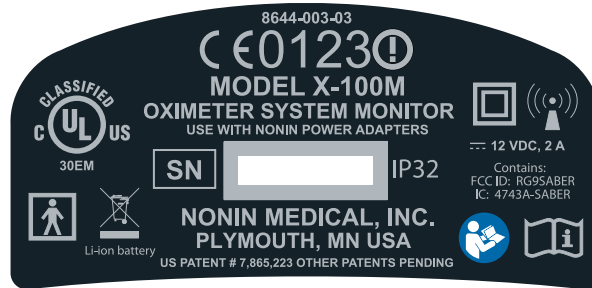 8644-003-03
CE0123
MODEL X-100M
OXIMETER SYSTEM MONITOR
USE WITH NONIN POWER ADAPTERS
CLASSIFIED
C UL US
30EM
SN
IP32
12 VDC, 2 A
Contains:
FCC ID: RG9SABER
IC: 4743A-SABER
Li-ion battery
NONIN MEDICAL, INC.
PLYMOUTH, MN USA
US PATENT # 7,865,223 OTHER PATENTS PENDING